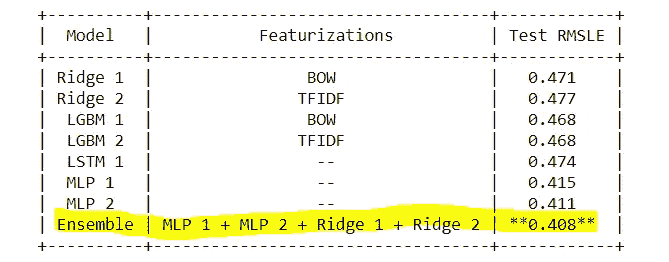 +----------+-----------------------------------+------------+
| Model | Featurizations | Test RMSLE |
+----------+-----------------------------------+------------+
| Ridge 1 | BOW | 0.471 |
| Ridge 2 | TFIDF | 0.477 |
| LGBM 1 | BOW | 0.468 |
| LGBM 2 | TFIDF | 0.468 |
| LSTM 1 | -- | 0.474 |
| MLP 1 | -- | 0.415 |
| MLP 2 | -- | 0.411 |
| Ensemble | MLP 1 + MLP 2 + Ridge 1 + Ridge 2 | **0.408** |
+----------+-----------------------------------+------------+